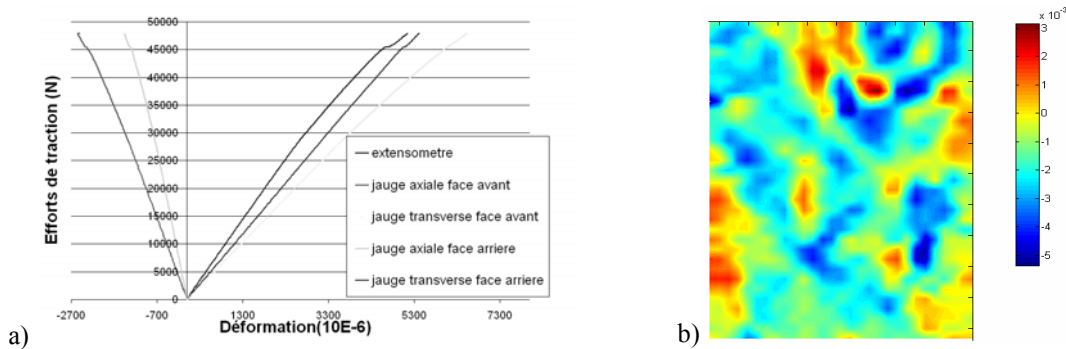 50000
45000
40000
35000
30000
25000
20000
15000
10000
5000
0
Efforts de traction (N)
-2700 -700 1300 3300 5300 7300
Déformation(10E-6)
extensometre
jauge axiale face avant
jauge transverse face avant
jauge axiale face arriere
jauge transverse face arriere
a)
x 10⁻³
3
2
1
0
-1
-2
-3
-4
-5
b)